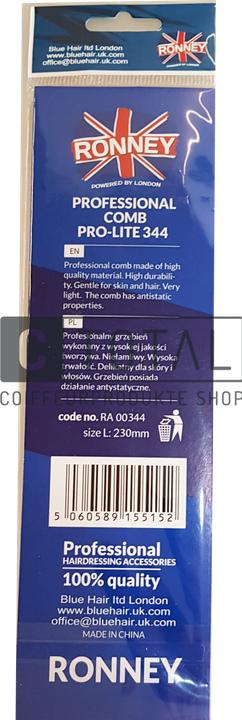 Blue Hair ltd London
www.bluehair.uk.com
office@bluehair.uk.com
RONNEY
RONNEY
POWERED BY LONDON
PROFESSIONAL
COMB
PRO-LITE 344
EN
Professional comb made of high
quality material. High durabili-
ty. Gentle for skin and hair. Very
light. The comb has antistatic
properties.
PL
Profesjonalny grzebień
wykonany z wysokiej jakości
tworzywa. Niełamliwy. Wysoka
trwałość. Delikatny dla skóry i
włosów. Grzebień posiada
działanie antystatyczne.
COIFFEURPRODUKTE SHOP
code no. RA 00344
size L: 230mm
5 060589 155152
Professional
HAIRDRESSING ACCESSORIES
100% quality
Blue Hair ltd London
www.bluehair.uk.com
office@bluehair.uk.com
MADE IN CHINA
RONNEY